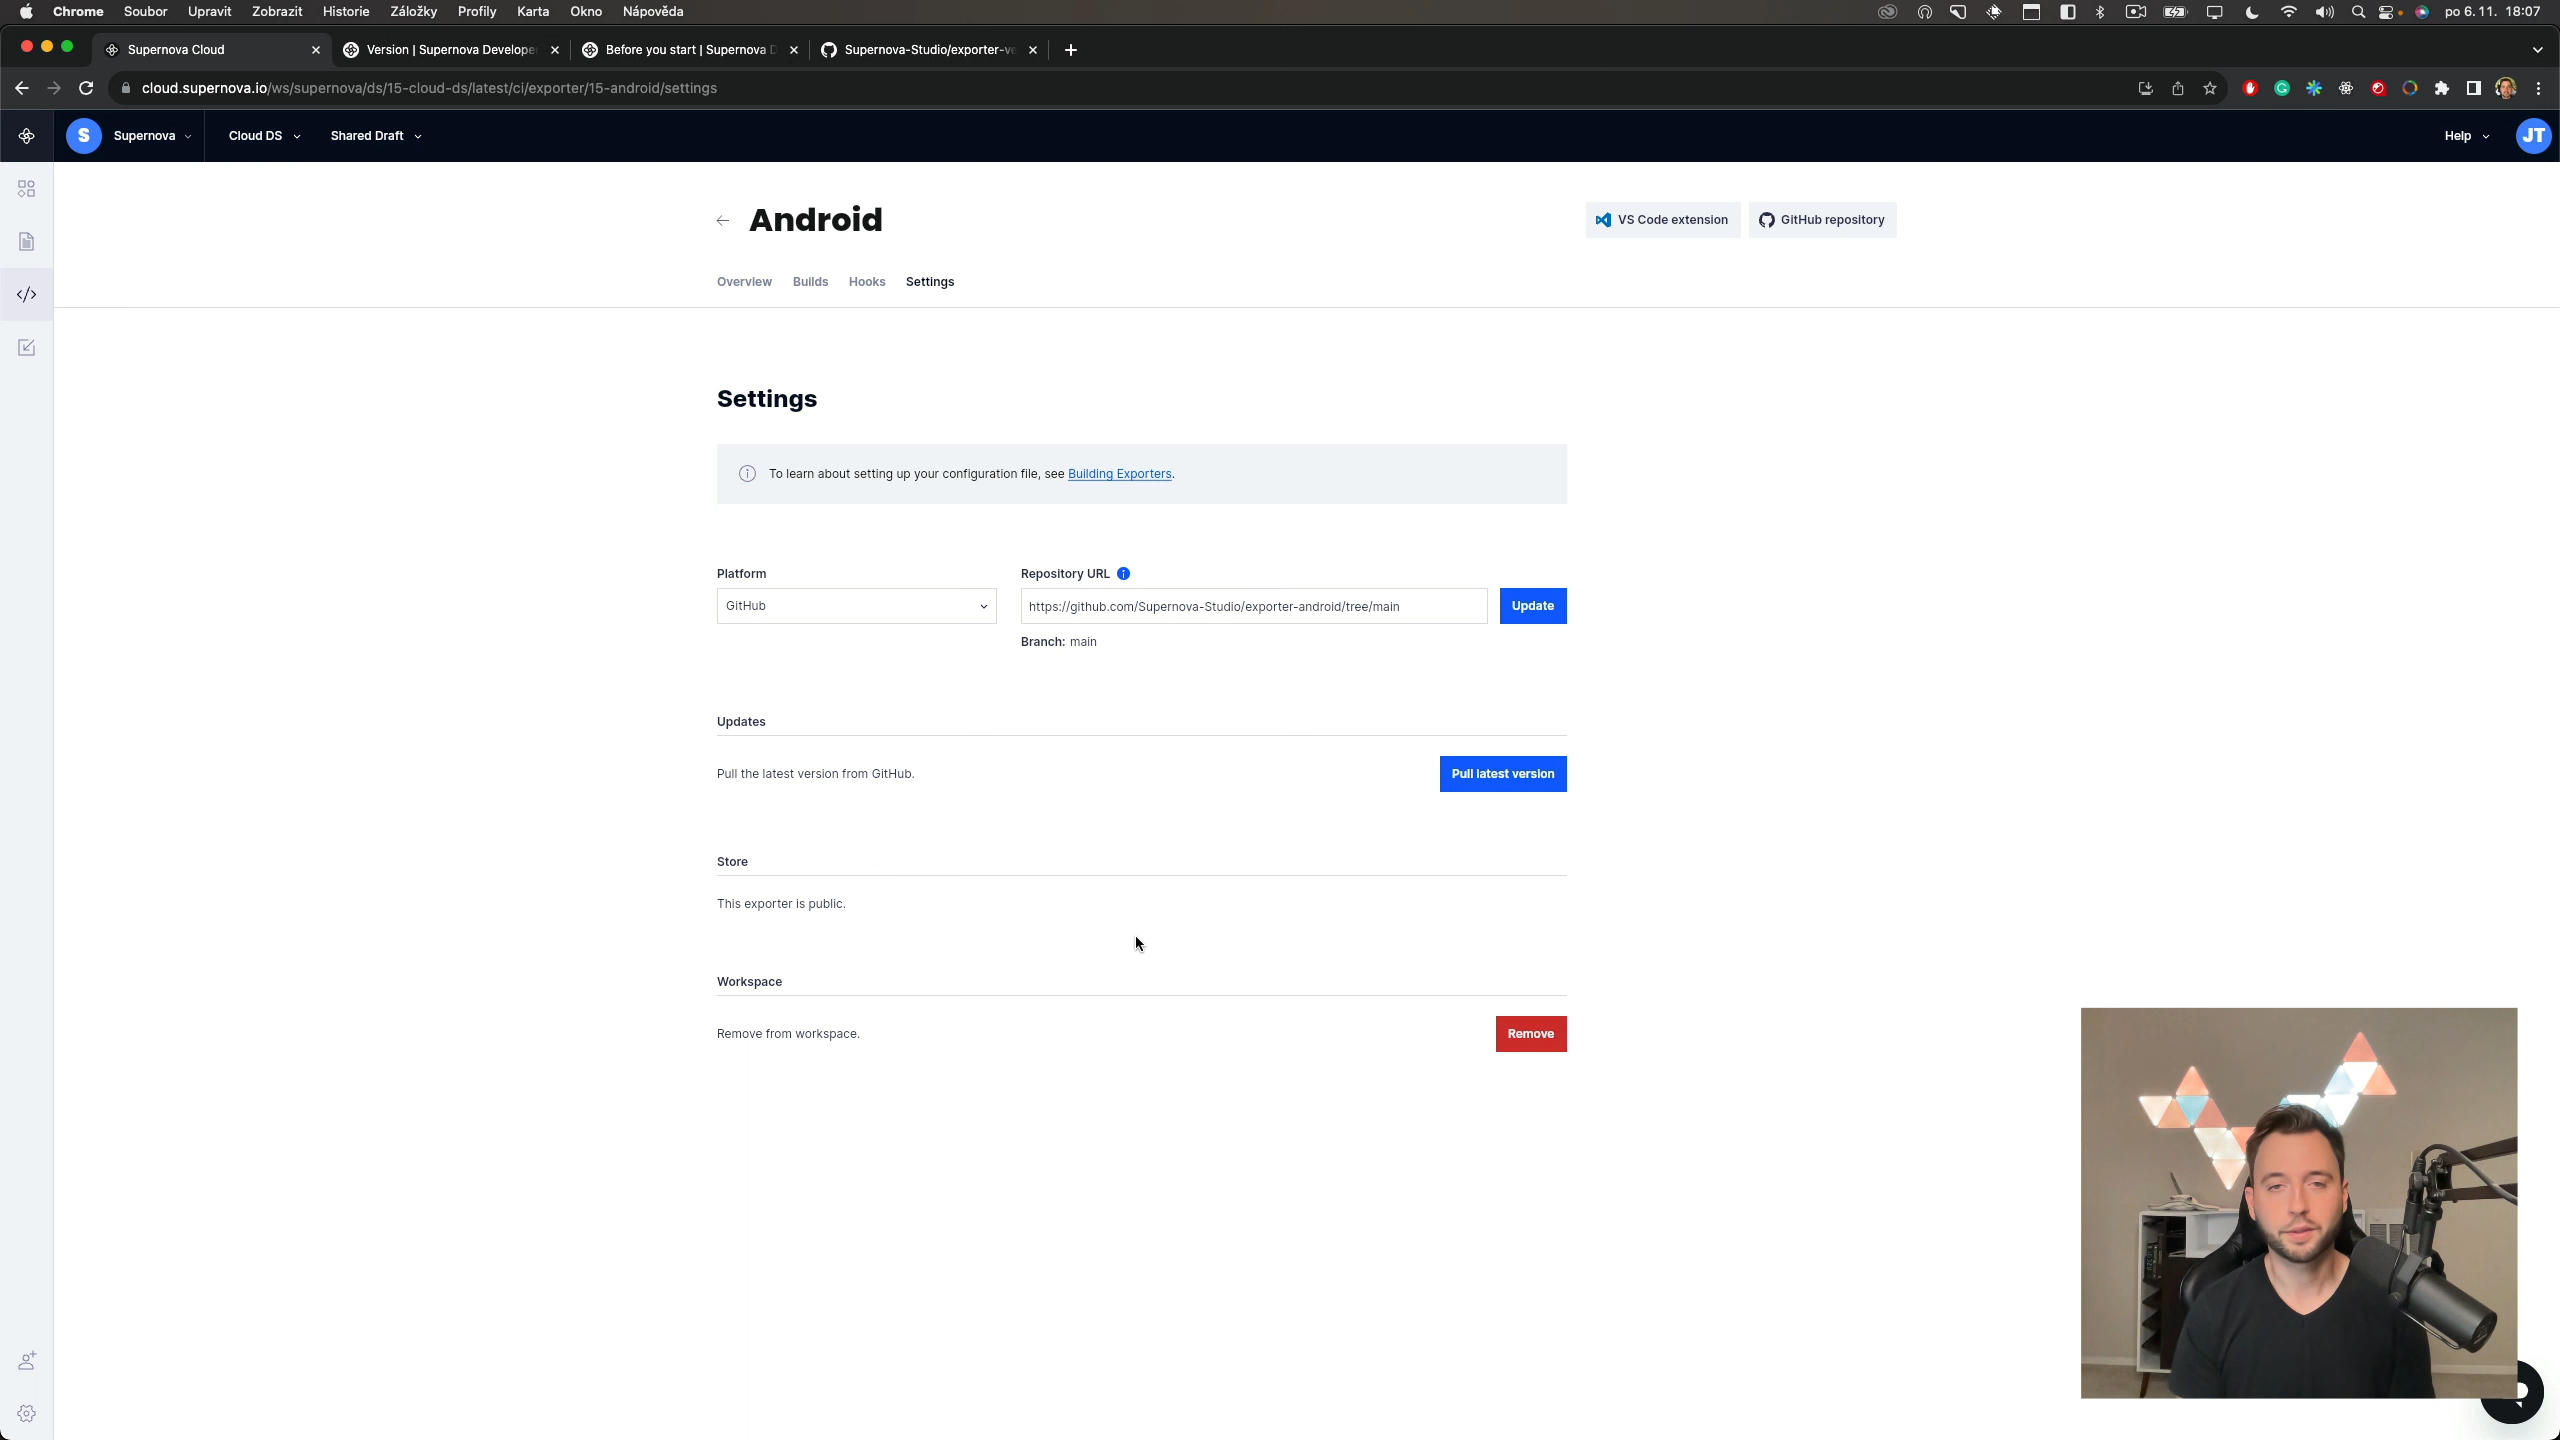 Chrome Soubor Upravit Zobrazit Historie Záložky Profily Karta Okno Nápověda po 6. 11. 18:07
Supernova Cloud Version | Supernova Develope Before you start | Supernova D Supernova-Studio/exporter-ve
cloud.supernova.io/ws/supernova/ds/15-cloud-ds/latest/ci/exporter/15-android/settings
S Supernova Cloud DS Shared Draft Help JT
Android VS Code extension GitHub repository
Overview Builds Hooks Settings
Settings
To learn about setting up your configuration file, see Building Exporters.
Platform Repository URL
GitHub https://github.com/Supernova-Studio/exporter-android/tree/main Update
Branch: main
Updates
Pull the latest version from GitHub. Pull latest version
Store
This exporter is public.
Workspace
Remove from workspace. Remove